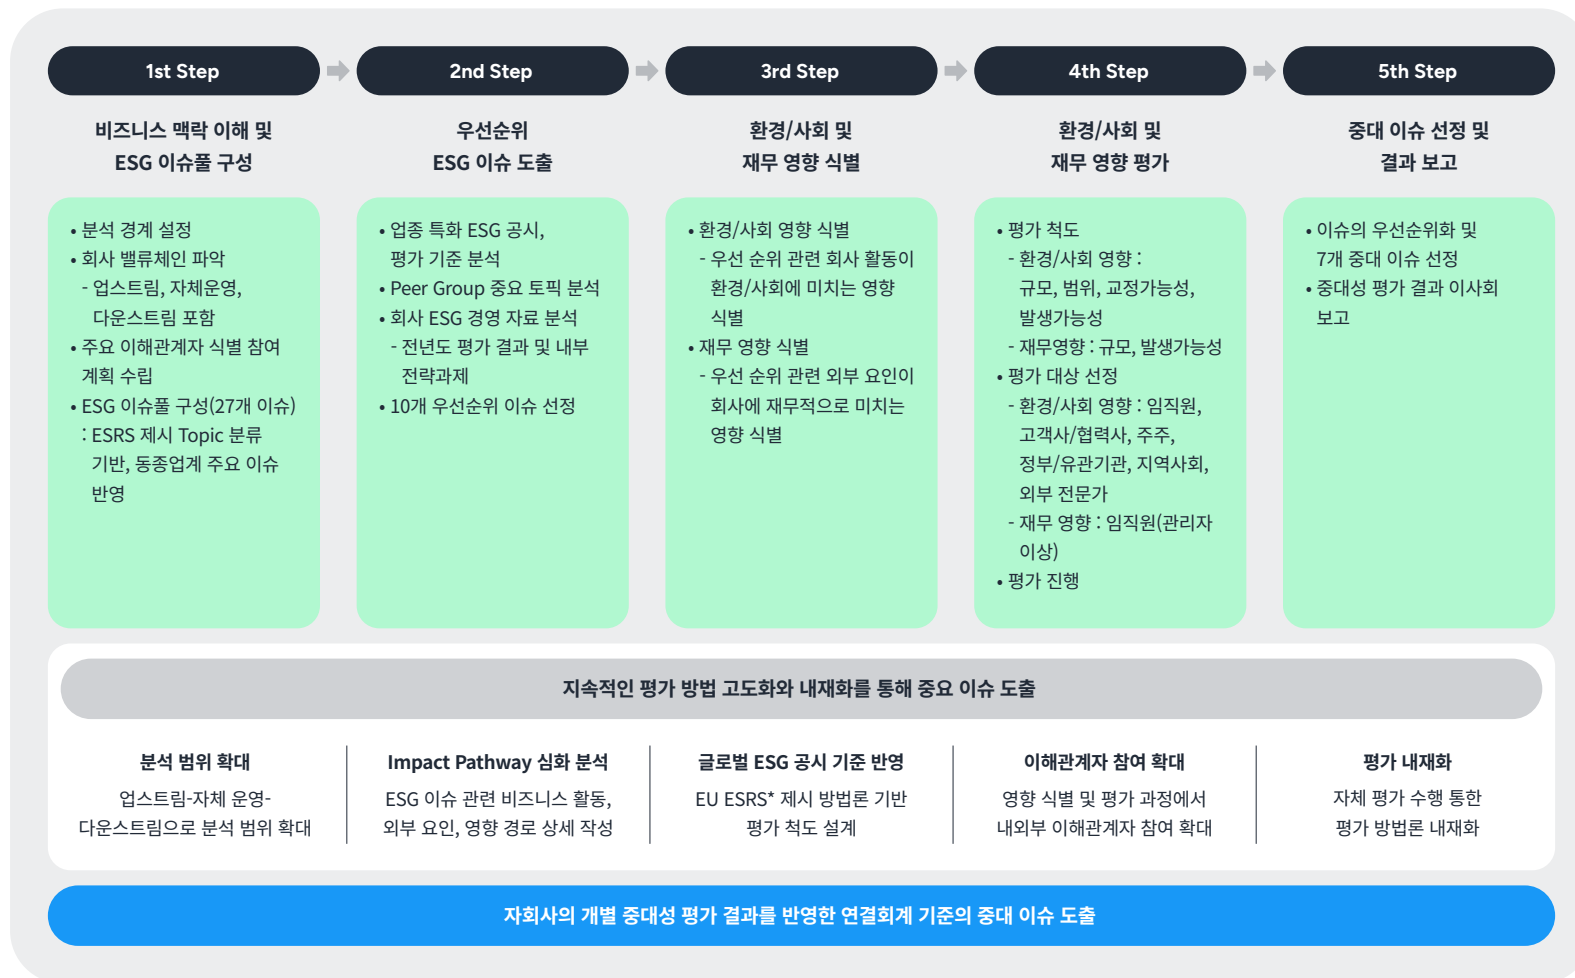 1st Step
2nd Step
3rd Step
4th Step
5th Step
비즈니스 맥락 이해 및
ESG 이슈풀 구성
우선순위
ESG 이슈 도출
환경/사회 및
재무 영향 식별
환경/사회 및
재무 영향 평가
중대 이슈 선정 및
결과 보고
• 분석 경계 설정
• 회사 밸류체인 파악
- 업스트림, 자체운영,
다운스트림 포함
• 주요 이해관계자 식별 참여
계획 수립
• ESG 이슈풀 구성(27개 이슈)
: ESRS 제시 Topic 분류
기반, 동종업계 주요 이슈
반영
• 업종 특화 ESG 공시,
평가 기준 분석
• Peer Group 중요 토픽 분석
• 회사 ESG 경영 자료 분석
- 전년도 평가 결과 및 내부
전략과제
• 10개 우선순위 이슈 선정
• 환경/사회 영향 식별
- 우선 순위 관련 회사 활동이
환경/사회에 미치는 영향
식별
• 재무 영향 식별
- 우선 순위 관련 외부 요인이
회사에 재무적으로 미치는
영향 식별
• 평가 척도
- 환경/사회 영향 :
규모, 범위, 교정가능성,
발생가능성
- 재무영향 : 규모, 발생가능성
• 평가 대상 선정
- 환경/사회 영향 : 임직원,
고객사/협력사, 주주,
정부/유관기관, 지역사회,
외부 전문가
- 재무 영향 : 임직원(관리자
이상)
• 평가 진행
• 이슈의 우선순위화 및
7개 중대 이슈 선정
• 중대성 평가 결과 이사회
보고
지속적인 평가 방법 고도화와 내재화를 통해 중요 이슈 도출
분석 범위 확대
업스트림-자체 운영-
다운스트림으로 분석 범위 확대
Impact Pathway 심화 분석
ESG 이슈 관련 비즈니스 활동,
외부 요인, 영향 경로 상세 작성
글로벌 ESG 공시 기준 반영
EU ESRS* 제시 방법론 기반
평가 척도 설계
이해관계자 참여 확대
영향 식별 및 평가 과정에서
내외부 이해관계자 참여 확대
평가 내재화
자체 평가 수행 통한
평가 방법론 내재화
자회사의 개별 중대성 평가 결과를 반영한 연결회계 기준의 중대 이슈 도출